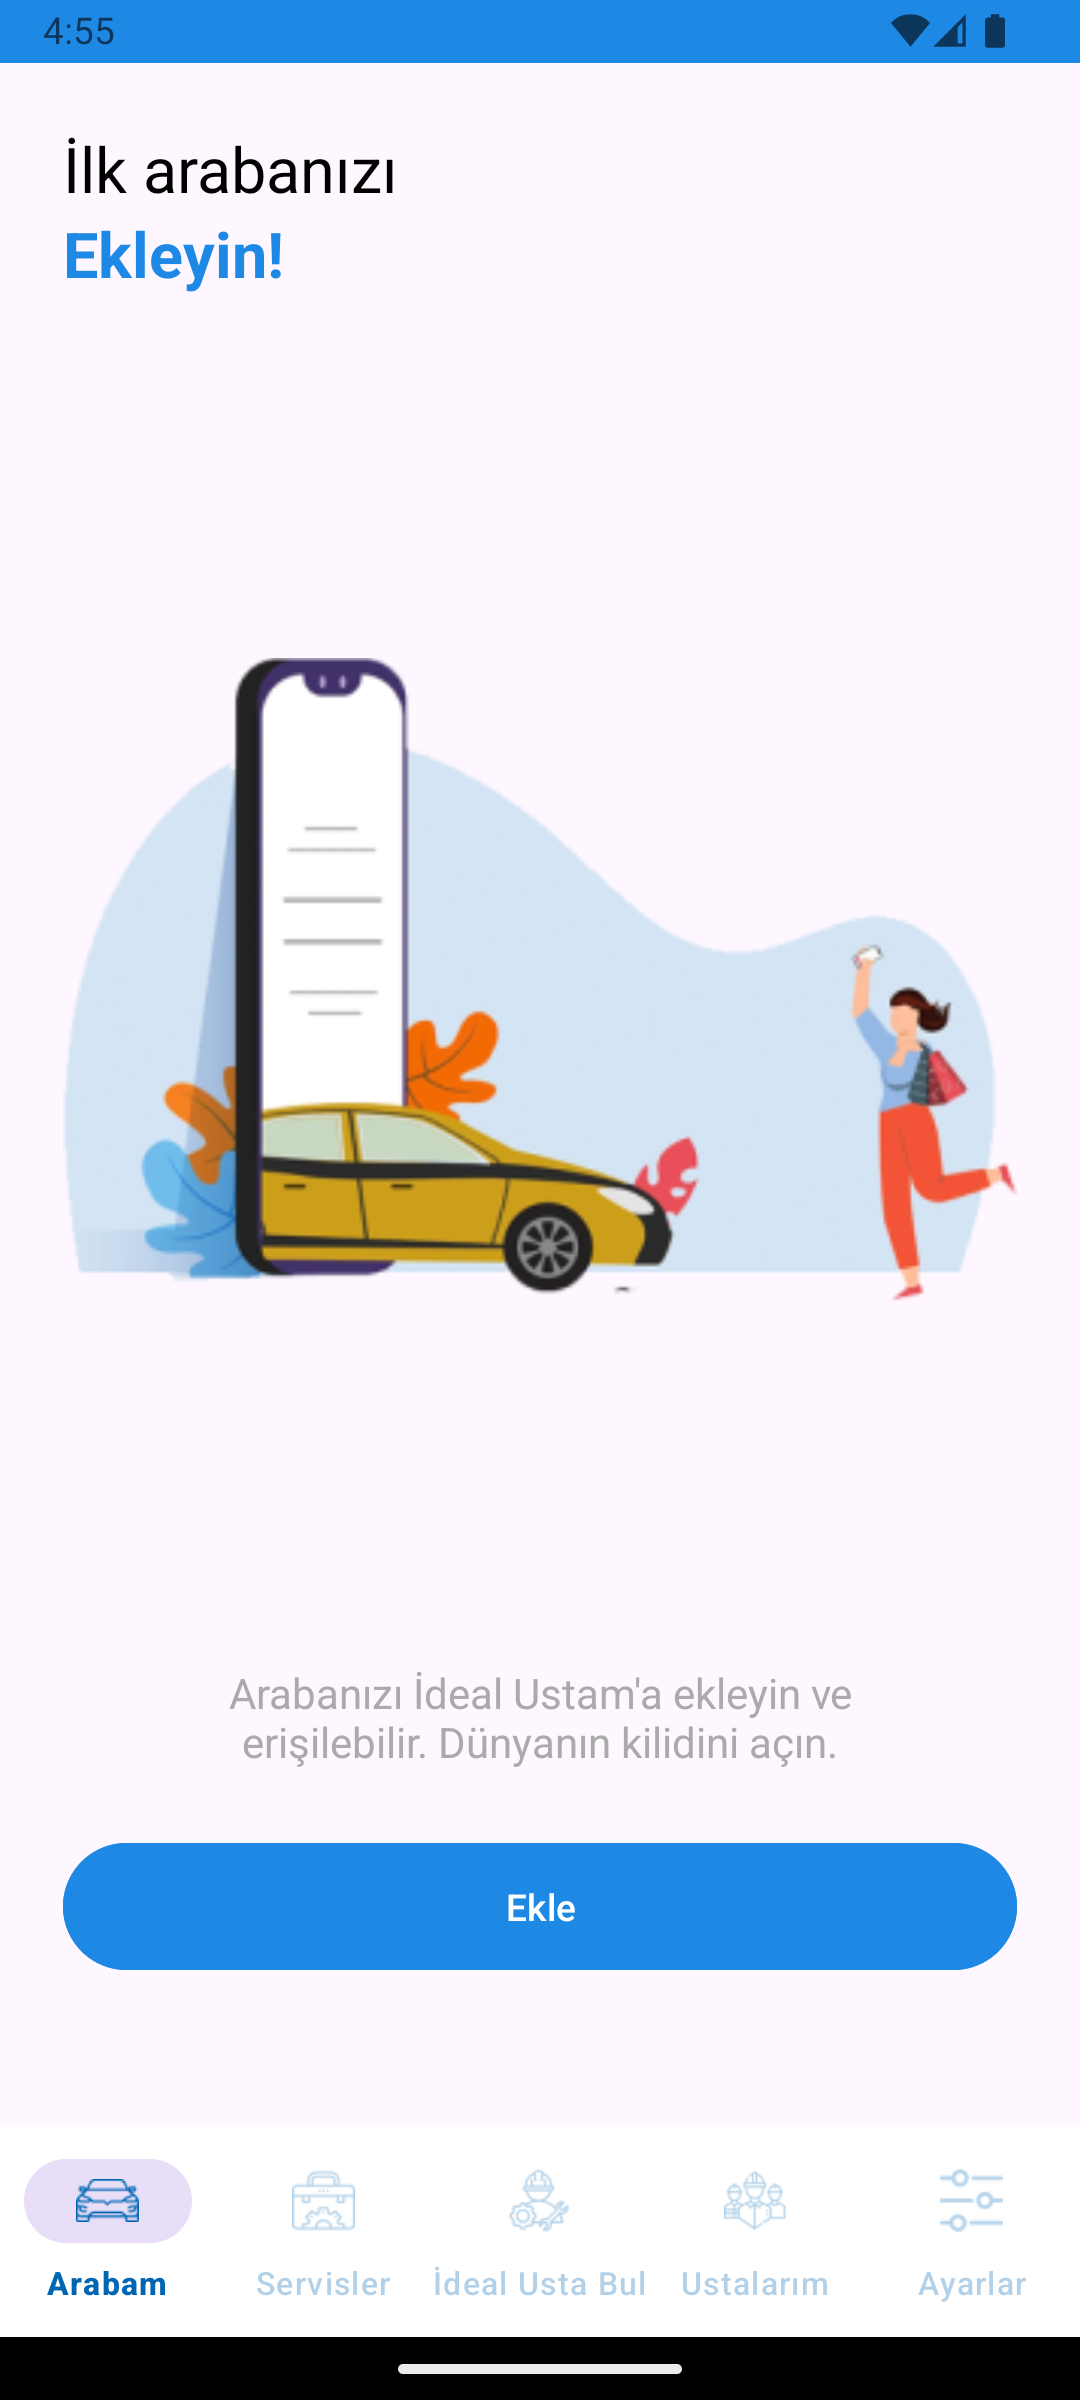 4:55
İlk arabanızı
Ekleyin!
Arabanızı İdeal Ustam'a ekleyin ve
erişilebilir. Dünyanın kilidini açın.
Ekle
Arabam
Servisler
İdeal Usta Bul
Ustalarım
Ayarlar